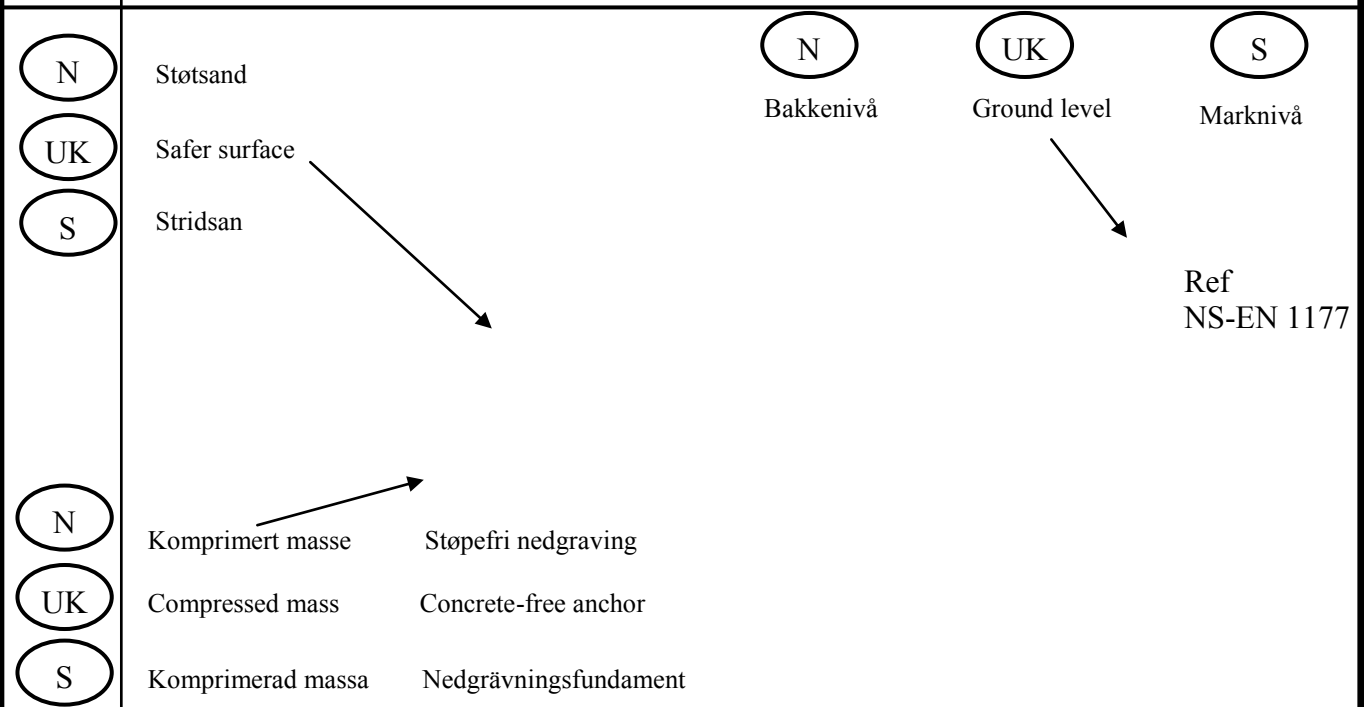 N Støtsand
UK Safer surface
S Stridsan
N UK S
Bakkenivå Ground level Marknivå
Ref
NS-EN 1177
N Komprimert masse Støpefri nedgraving
UK Compressed mass Concrete-free anchor
S Komprimerad massa Nedgrävningsfundament